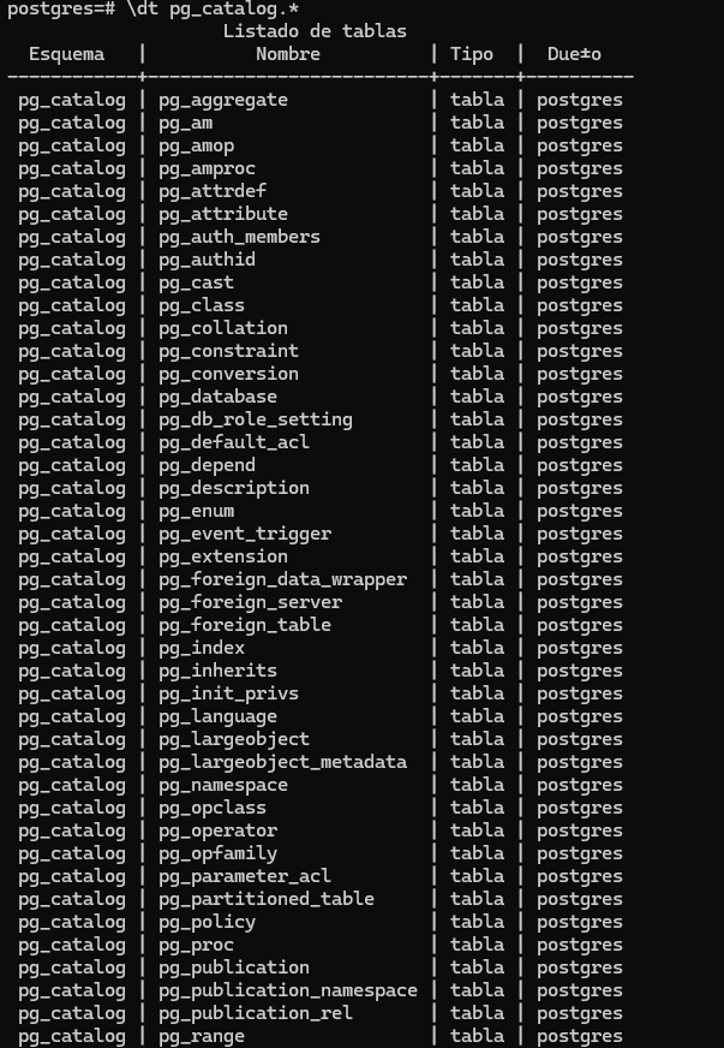 postgres=# \dt pg_catalog.*
Listado de tablas
Esquema | Nombre | Tipo | Due±o
------------+--------------------------+-------+----------
pg_catalog | pg_aggregate | tabla | postgres
pg_catalog | pg_am | tabla | postgres
pg_catalog | pg_amop | tabla | postgres
pg_catalog | pg_amproc | tabla | postgres
pg_catalog | pg_attrdef | tabla | postgres
pg_catalog | pg_attribute | tabla | postgres
pg_catalog | pg_auth_members | tabla | postgres
pg_catalog | pg_authid | tabla | postgres
pg_catalog | pg_cast | tabla | postgres
pg_catalog | pg_class | tabla | postgres
pg_catalog | pg_collation | tabla | postgres
pg_catalog | pg_constraint | tabla | postgres
pg_catalog | pg_conversion | tabla | postgres
pg_catalog | pg_database | tabla | postgres
pg_catalog | pg_db_role_setting | tabla | postgres
pg_catalog | pg_default_acl | tabla | postgres
pg_catalog | pg_depend | tabla | postgres
pg_catalog | pg_description | tabla | postgres
pg_catalog | pg_enum | tabla | postgres
pg_catalog | pg_event_trigger | tabla | postgres
pg_catalog | pg_extension | tabla | postgres
pg_catalog | pg_foreign_data_wrapper | tabla | postgres
pg_catalog | pg_foreign_server | tabla | postgres
pg_catalog | pg_foreign_table | tabla | postgres
pg_catalog | pg_index | tabla | postgres
pg_catalog | pg_inherits | tabla | postgres
pg_catalog | pg_init_privs | tabla | postgres
pg_catalog | pg_language | tabla | postgres
pg_catalog | pg_largeobject | tabla | postgres
pg_catalog | pg_largeobject_metadata | tabla | postgres
pg_catalog | pg_namespace | tabla | postgres
pg_catalog | pg_opclass | tabla | postgres
pg_catalog | pg_operator | tabla | postgres
pg_catalog | pg_opfamily | tabla | postgres
pg_catalog | pg_parameter_acl | tabla | postgres
pg_catalog | pg_partitioned_table | tabla | postgres
pg_catalog | pg_policy | tabla | postgres
pg_catalog | pg_proc | tabla | postgres
pg_catalog | pg_publication | tabla | postgres
pg_catalog | pg_publication_namespace | tabla | postgres
pg_catalog | pg_publication_rel | tabla | postgres
pg_catalog | pg_range | tabla | postgres